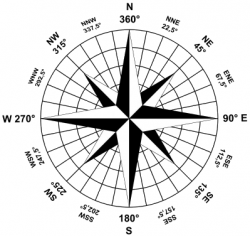 N
360°
NNE
22,5°
NE
45°
ENE
67,5°
90° E
ESE
112,5°
135°
SE
157,5°
SSE
180°
S
202,5°
SSW
225°
SW
247,5°
WSW
W 270°
WNW
292,5°
NW
315°
NNW
337,5°